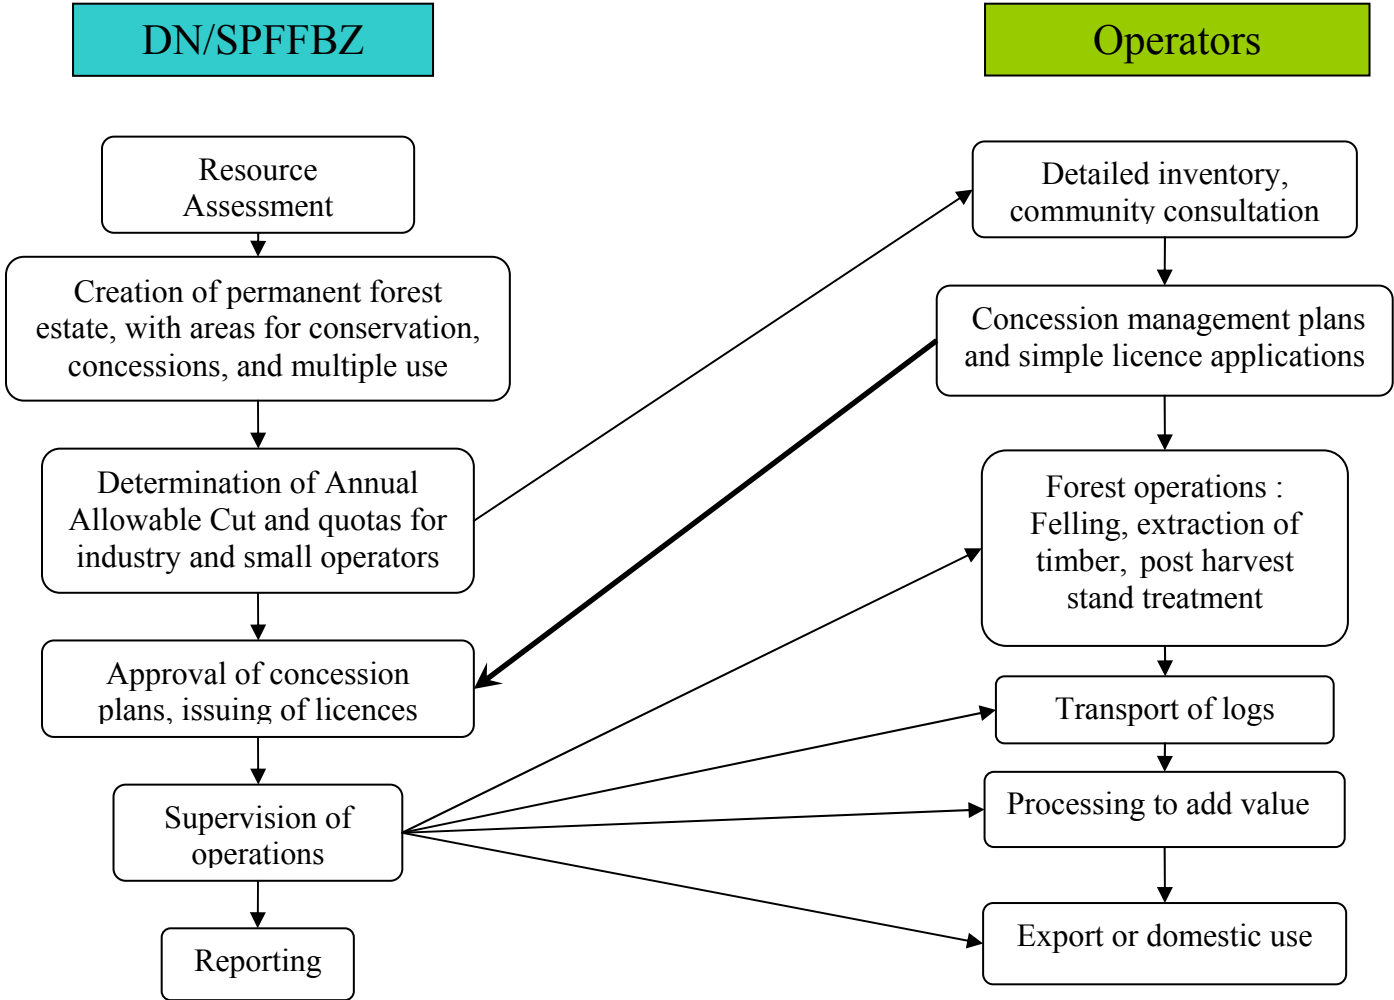 DN/SPFFBZ
Operators
Resource
Assessment
Creation of permanent forest
estate, with areas for conservation,
concessions, and multiple use
Determination of Annual
Allowable Cut and quotas for
industry and small operators
Approval of concession
plans, issuing of licences
Supervision of
operations
Reporting
Detailed inventory,
community consultation
Concession management plans
and simple licence applications
Forest operations :
Felling, extraction of
timber, post harvest
stand treatment
Transport of logs
Processing to add value
Export or domestic use